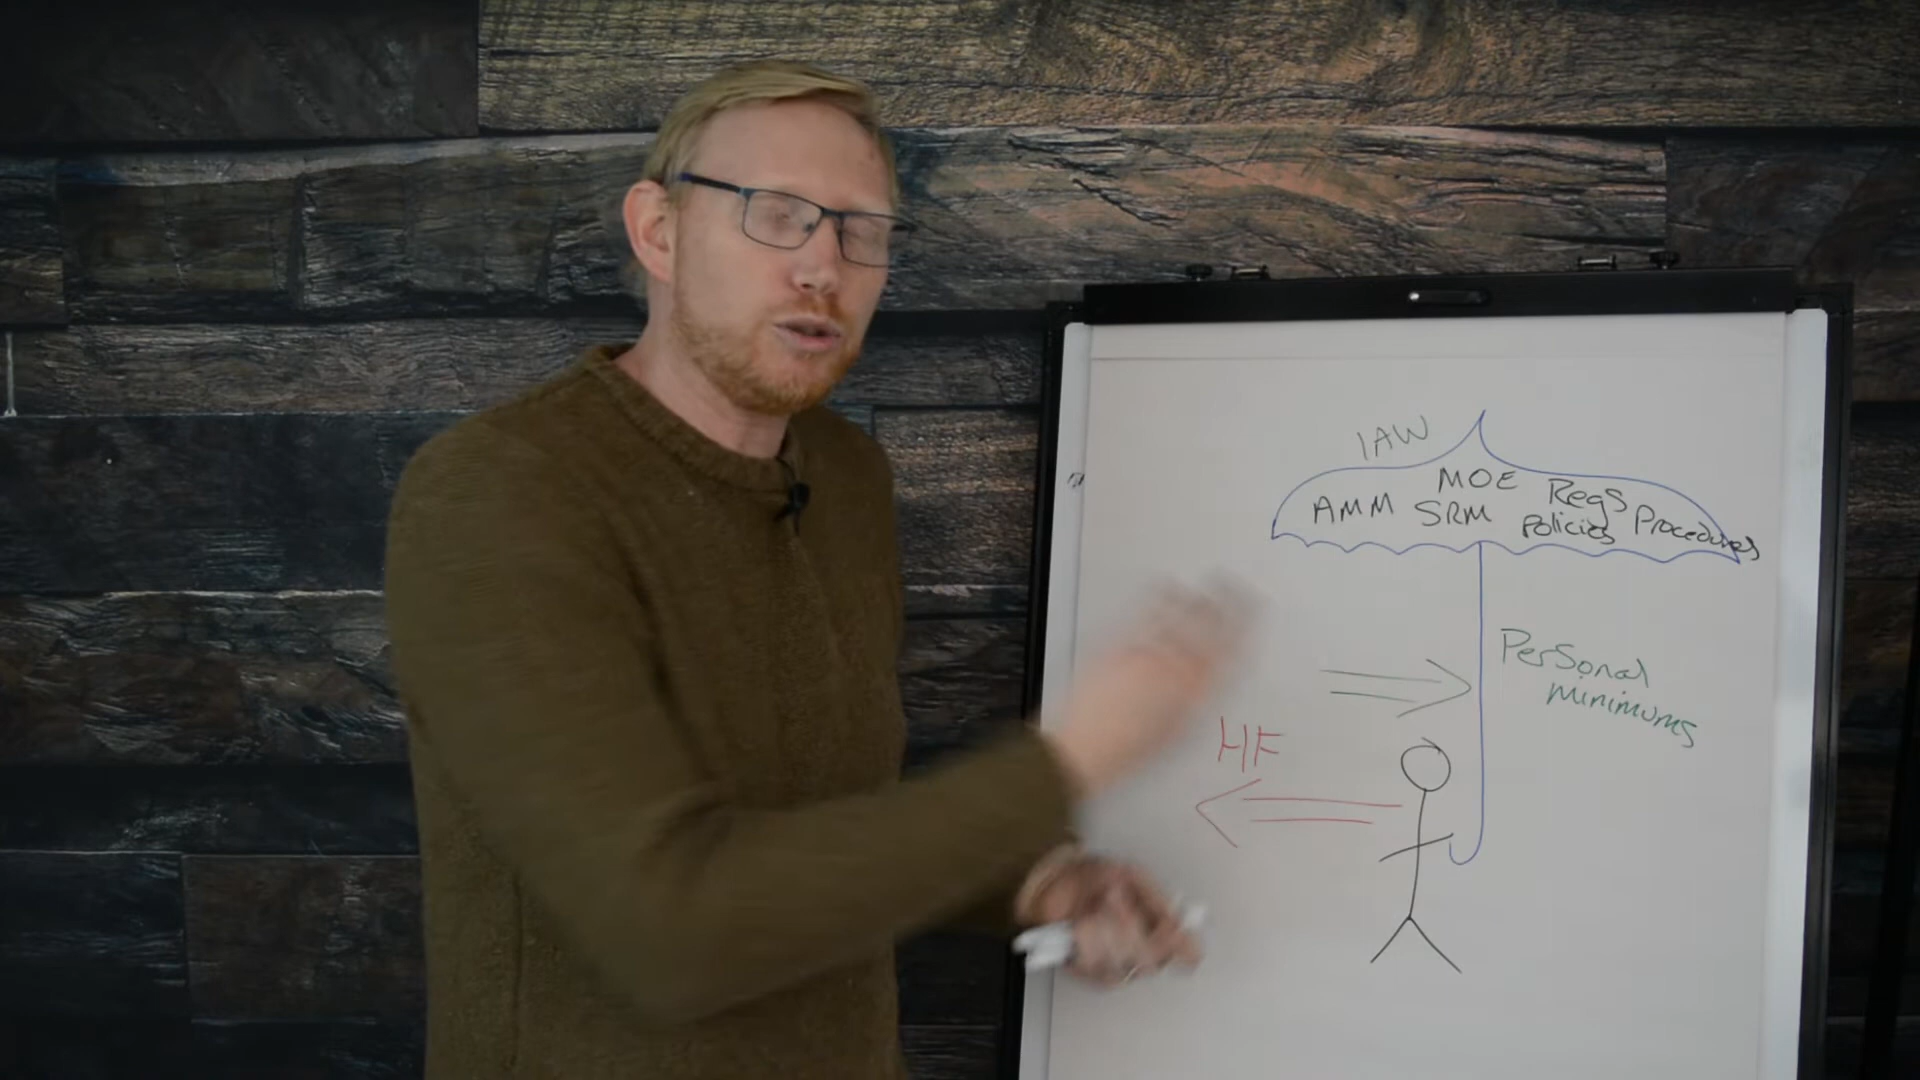 IAW
MOE Regs
AMM SRM Policies Procedures
Personal
Minimums
HF